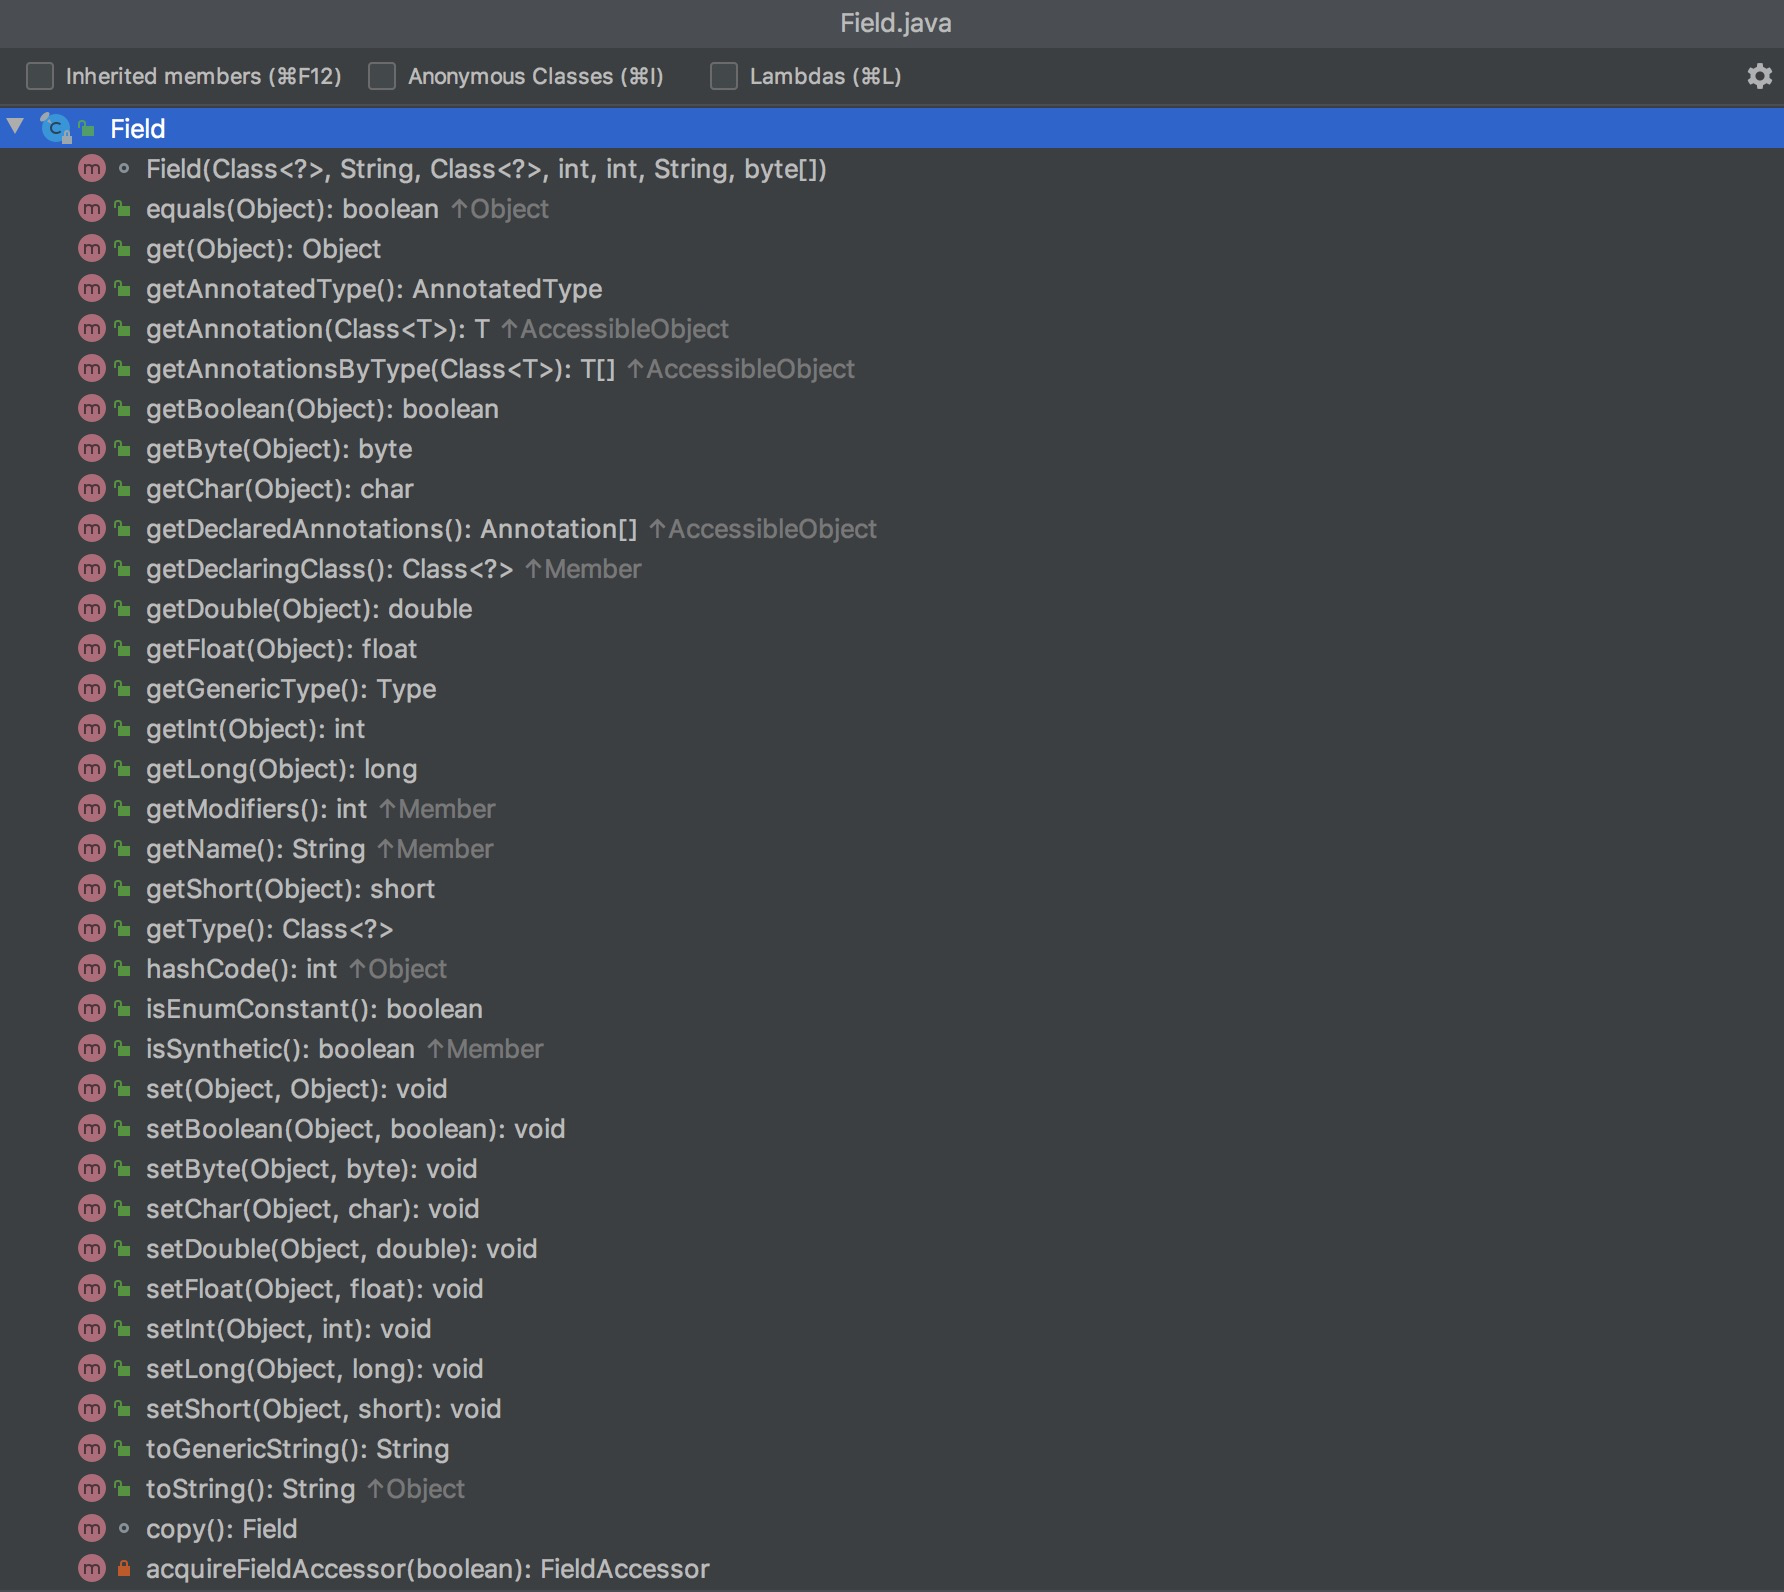 Field.java
Inherited members (⌘F12) Anonymous Classes (⌘I) Lambdas (⌘L)
Field
Field(Class<?>, String, Class<?>, int, int, String, byte[])
equals(Object): boolean ↑Object
get(Object): Object
getAnnotatedType(): AnnotatedType
getAnnotation(Class<T>): T ↑AccessibleObject
getAnnotationsByType(Class<T>): T[] ↑AccessibleObject
getBoolean(Object): boolean
getByte(Object): byte
getChar(Object): char
getDeclaredAnnotations(): Annotation[] ↑AccessibleObject
getDeclaringClass(): Class<?> ↑Member
getDouble(Object): double
getFloat(Object): float
getGenericType(): Type
getInt(Object): int
getLong(Object): long
getModifiers(): int ↑Member
getName(): String ↑Member
getShort(Object): short
getType(): Class<?>
hashCode(): int ↑Object
isEnumConstant(): boolean
isSynthetic(): boolean ↑Member
set(Object, Object): void
setBoolean(Object, boolean): void
setByte(Object, byte): void
setChar(Object, char): void
setDouble(Object, double): void
setFloat(Object, float): void
setInt(Object, int): void
setLong(Object, long): void
setShort(Object, short): void
toGenericString(): String
toString(): String ↑Object
copy(): Field
acquireFieldAccessor(boolean): FieldAccessor